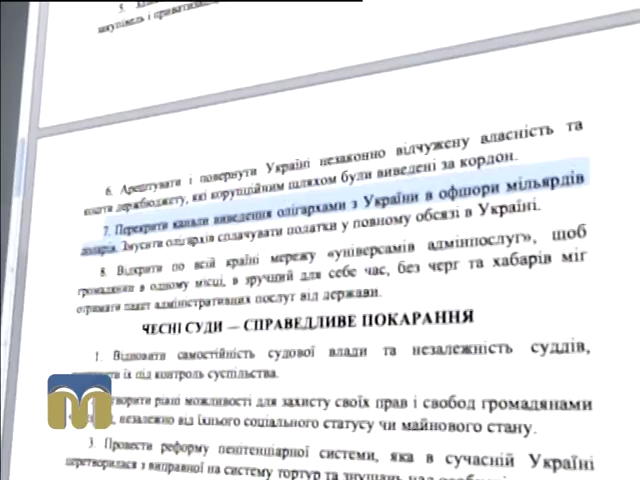 закупівель і приватизац
6. Арештувати і повернути Україні незаконно відчужену власність та
кошти держбюджету, які корупційним шляхом були виведені за кордон.
7. Перекрити канали виведення олігархами з України в офшори мільярдів
доларів. Змусити олігархів сплачувати податки у повному обсязі в Україні.
8. Відкрити по всій країні мережу «універсамів адмінпослуг», щоб
громадянин в одному місці, в зручний для себе час, без черг та хабарів міг
отримати пакет адміністративних послуг від держави.
ЧЕСНІ СУДИ — СПРАВЕДЛИВЕ ПОКАРАННЯ
1. Відновити самостійність судової влади та незалежність суддів,
їх під контроль суспільства.
творити рівні можливості для захисту своїх прав і свобод громадянами
незалежно від їхнього соціального статусу чи майнового стану.
3. Провести реформу пенітенціарної системи, яка в сучасній Україні
перетворилася з виправної на систему тортур та знущань над